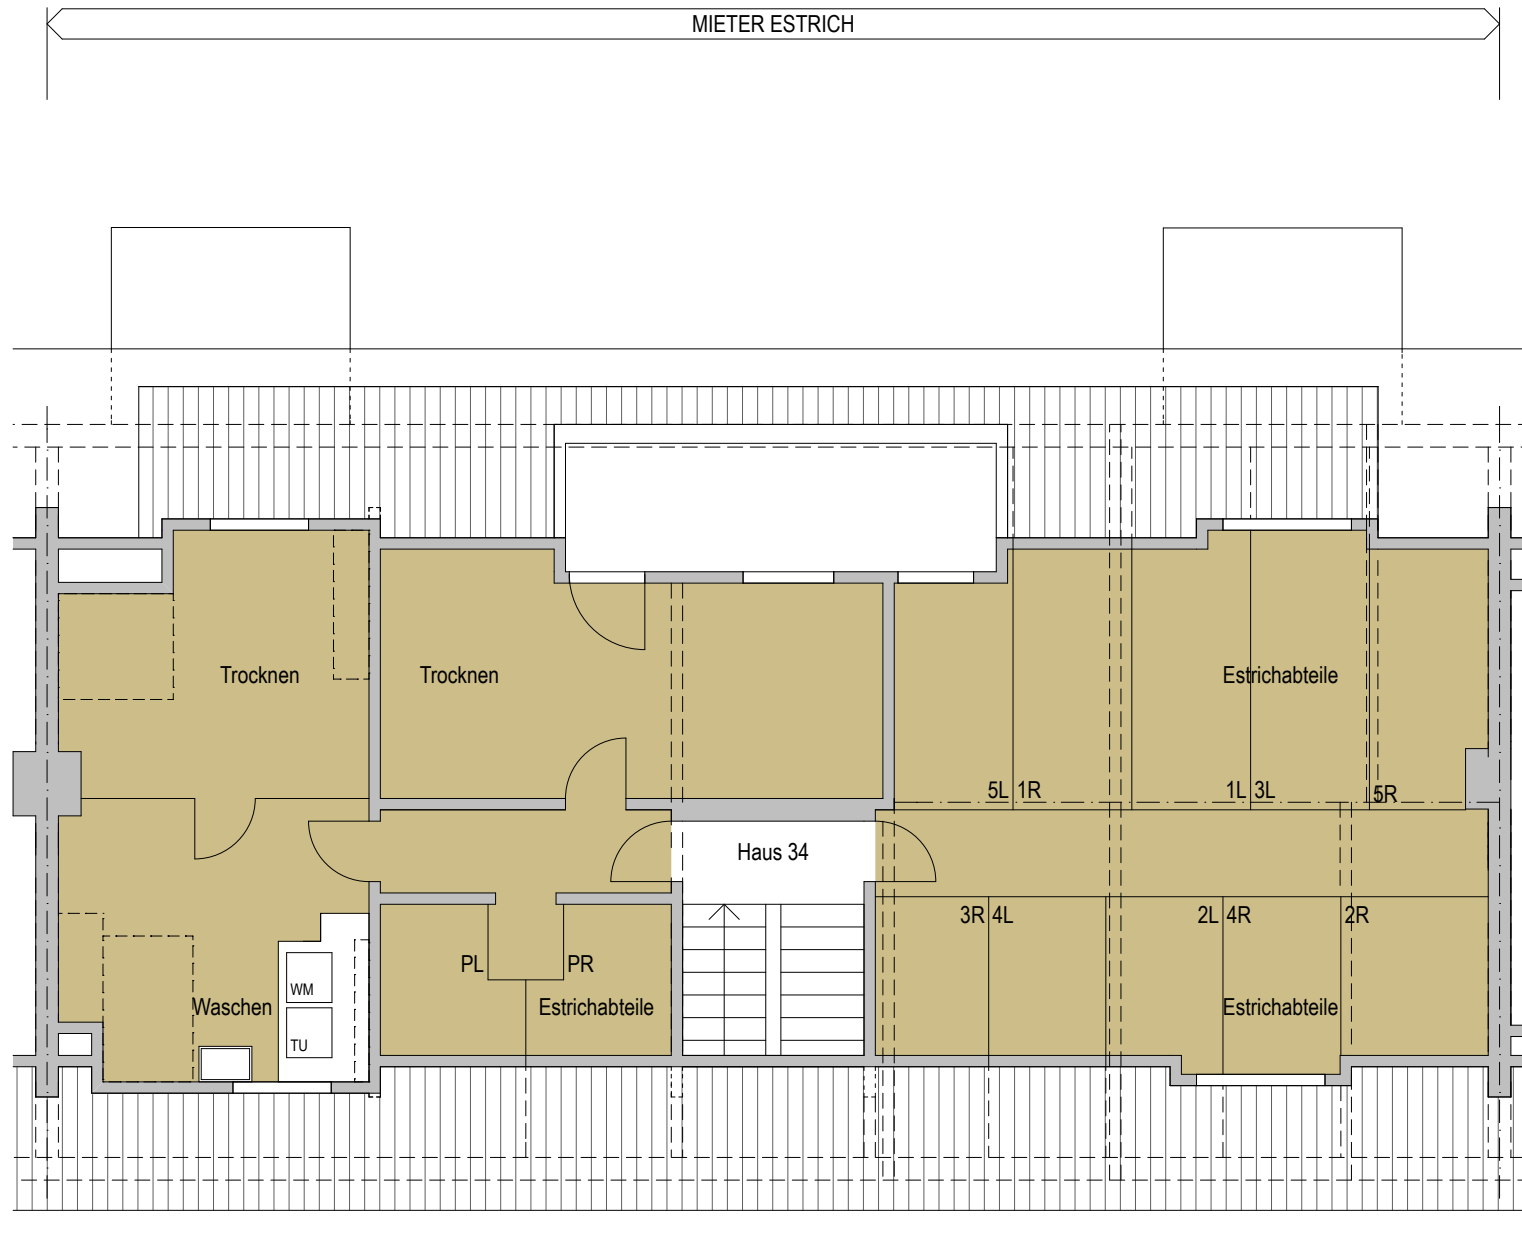 MIETER ESTRICH
Trocknen
Trocknen
Estrichabteile
5L 1R
1L 3L
5R
Haus 34
3R 4L
2L 4R
2R
PL
PR
WM
Waschen
Estrichabteile
Estrichabteile
TU